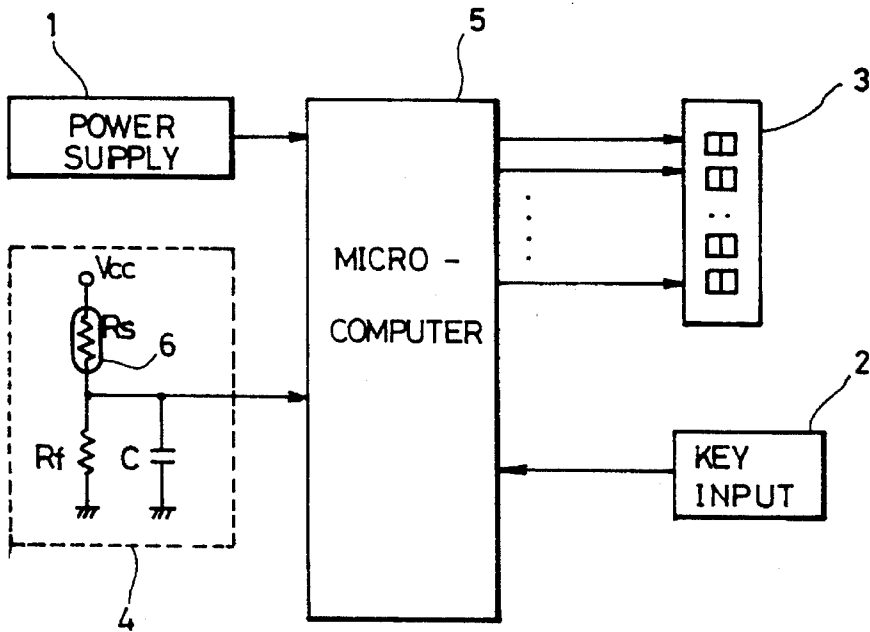 1
POWER
SUPPLY
5
MICRO-
COMPUTER
3
Vcc
Rs
6
Rf
C
4
2
KEY
INPUT